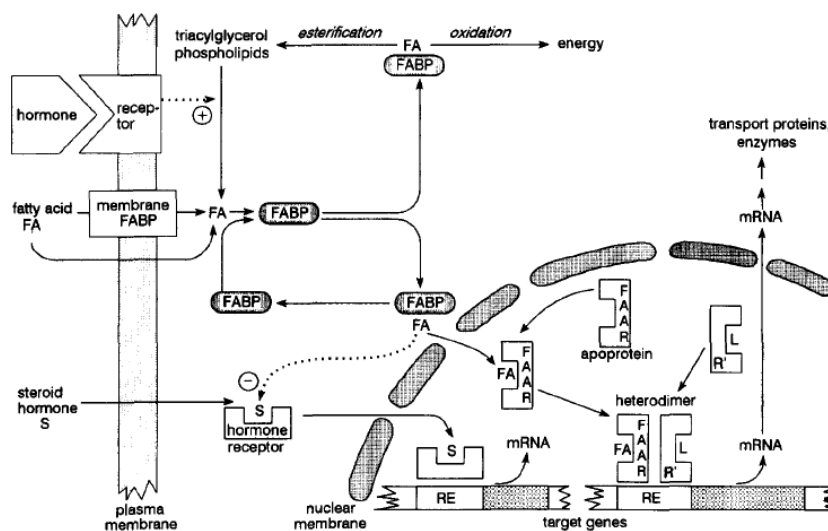 triacylglycerol
phospholipids
esterification
FA
oxidation
energy
FABP
hormone
recep-
tor
+
transport proteins,
enzymes
mRNA
fatty acid
FA
membrane
FABP
FA
FABP
FABP
FABP
FA
F
A
A
R
apoprotein
FA
F
A
A
R
L
R'
−
steroid
hormone
S
S
hormone
receptor
S
mRNA
heterodimer
FA
F
A
A
R
L
R'
mRNA
RE
RE
plasma
membrane
nuclear
membrane
target genes